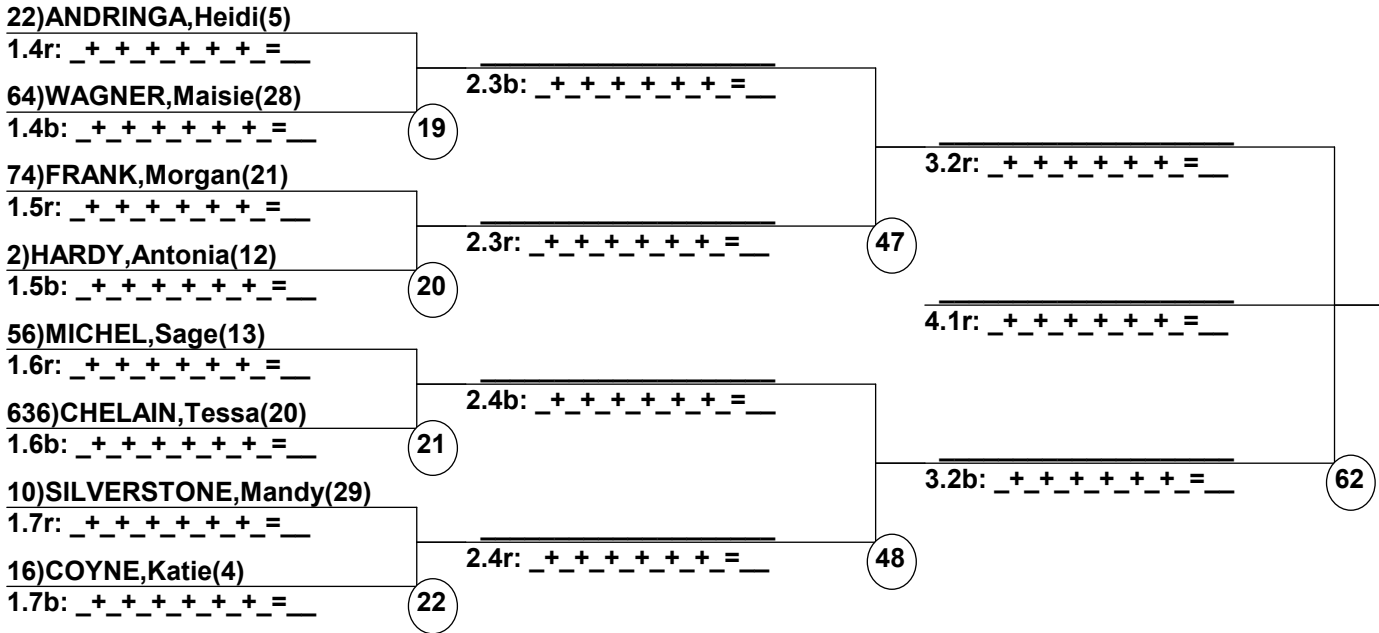 22)ANDRINGA,Heidi(5)
1.4r: _+_+_+_+_+_=__
64)WAGNER,Maisie(28)
1.4b: _+_+_+_+_+_=__
19
74)FRANK,Morgan(21)
1.5r: _+_+_+_+_+_=__
2)HARDY,Antonia(12)
1.5b: _+_+_+_+_+_=__
20
56)MICHEL,Sage(13)
1.6r: _+_+_+_+_+_=__
636)CHELAIN,Tessa(20)
1.6b: _+_+_+_+_+_=__
21
10)SILVERSTONE,Mandy(29)
1.7r: _+_+_+_+_+_=__
16)COYNE,Katie(4)
1.7b: _+_+_+_+_+_=__
22
2.3b: _+_+_+_+_+_=__
2.3r: _+_+_+_+_+_=__
47
2.4b: _+_+_+_+_+_=__
2.4r: _+_+_+_+_+_=__
48
3.2r: _+_+_+_+_+_=__
4.1r: _+_+_+_+_+_=__
3.2b: _+_+_+_+_+_=__
62